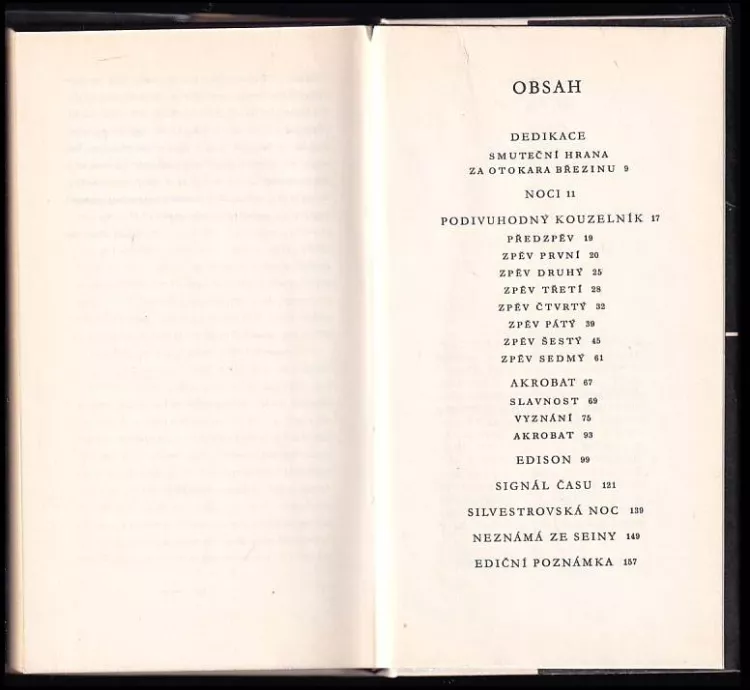 OBSAH
DEDIKACE
SMUTEČNÍ HRANA
ZA OTOKARA BŘEZINU 9
NOCI 11
PODIVUHODNÝ KOUZELNÍK 17
PŘEDZPĚV 19
ZPĚV PRVNÍ 20
ZPĚV DRUHÝ 25
ZPĚV TŘETÍ 28
ZPĚV ČTVRTÝ 32
ZPĚV PÁTÝ 39
ZPĚV ŠESTÝ 45
ZPĚV SEDMÝ 61
AKROBAT 67
SLAVNOST 69
VYZNÁNÍ 75
AKROBAT 93
EDISON 99
SIGNÁL ČASU 121
SILVESTROVSKÁ NOC 139
NEZNÁMÁ ZE SEINY 149
EDIČNÍ POZNÁMKA 157